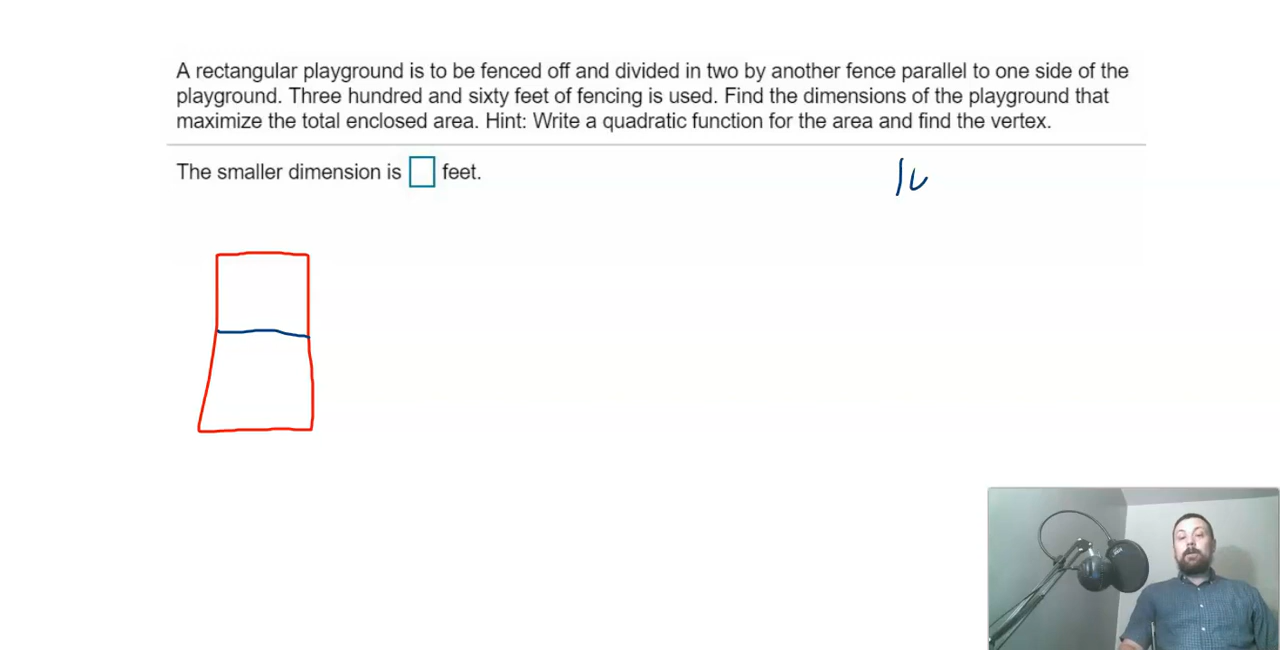 A rectangular playground is to be fenced off and divided in two by another fence parallel to one side of the
playground. Three hundred and sixty feet of fencing is used. Find the dimensions of the playground that
maximize the total enclosed area. Hint: Write a quadratic function for the area and find the vertex.
The smaller dimension is feet.